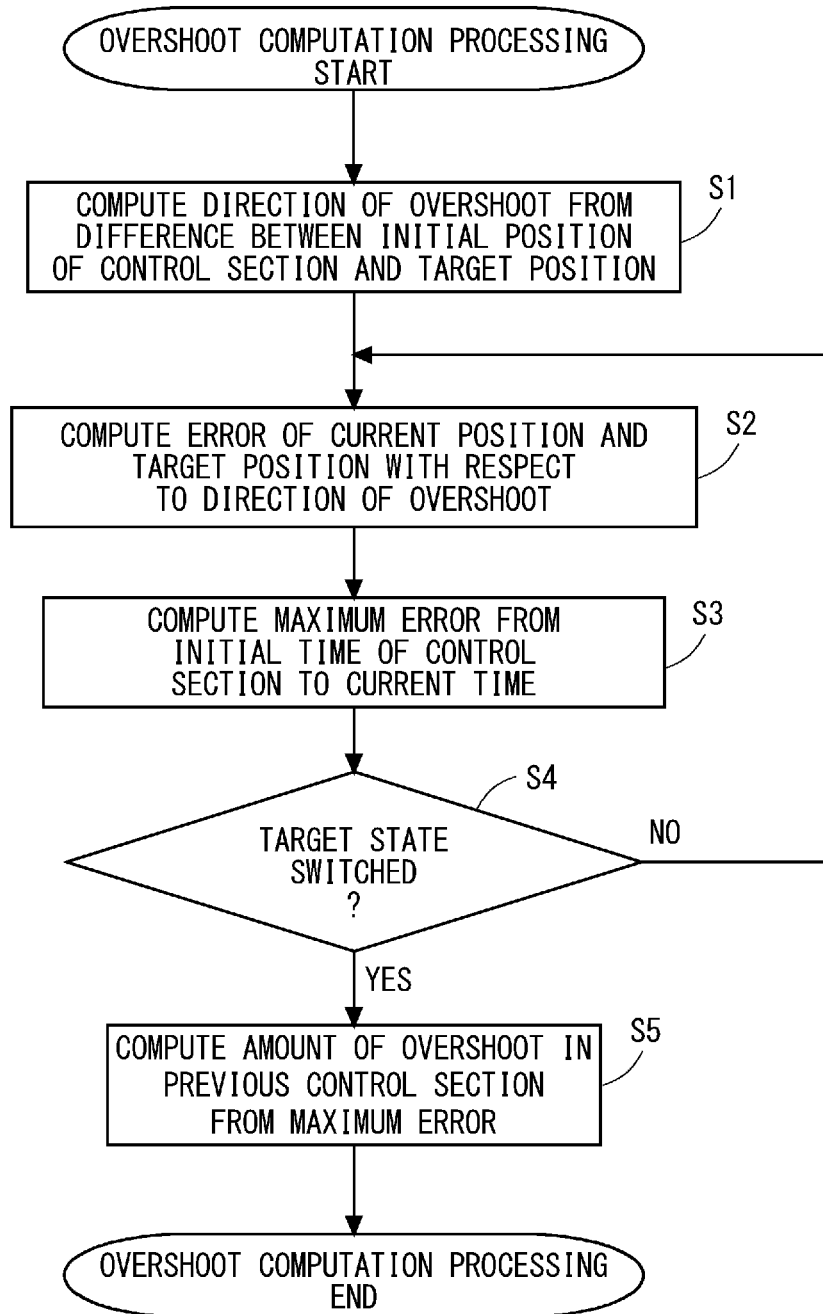 OVERSHOOT COMPUTATION PROCESSING
START
S1
COMPUTE DIRECTION OF OVERSHOOT FROM
DIFFERENCE BETWEEN INITIAL POSITION
OF CONTROL SECTION AND TARGET POSITION
S2
COMPUTE ERROR OF CURRENT POSITION AND
TARGET POSITION WITH RESPECT
TO DIRECTION OF OVERSHOOT
S3
COMPUTE MAXIMUM ERROR FROM
INITIAL TIME OF CONTROL
SECTION TO CURRENT TIME
S4
TARGET STATE
SWITCHED
?
NO
YES
S5
COMPUTE AMOUNT OF OVERSHOOT IN
PREVIOUS CONTROL SECTION
FROM MAXIMUM ERROR
OVERSHOOT COMPUTATION PROCESSING
END